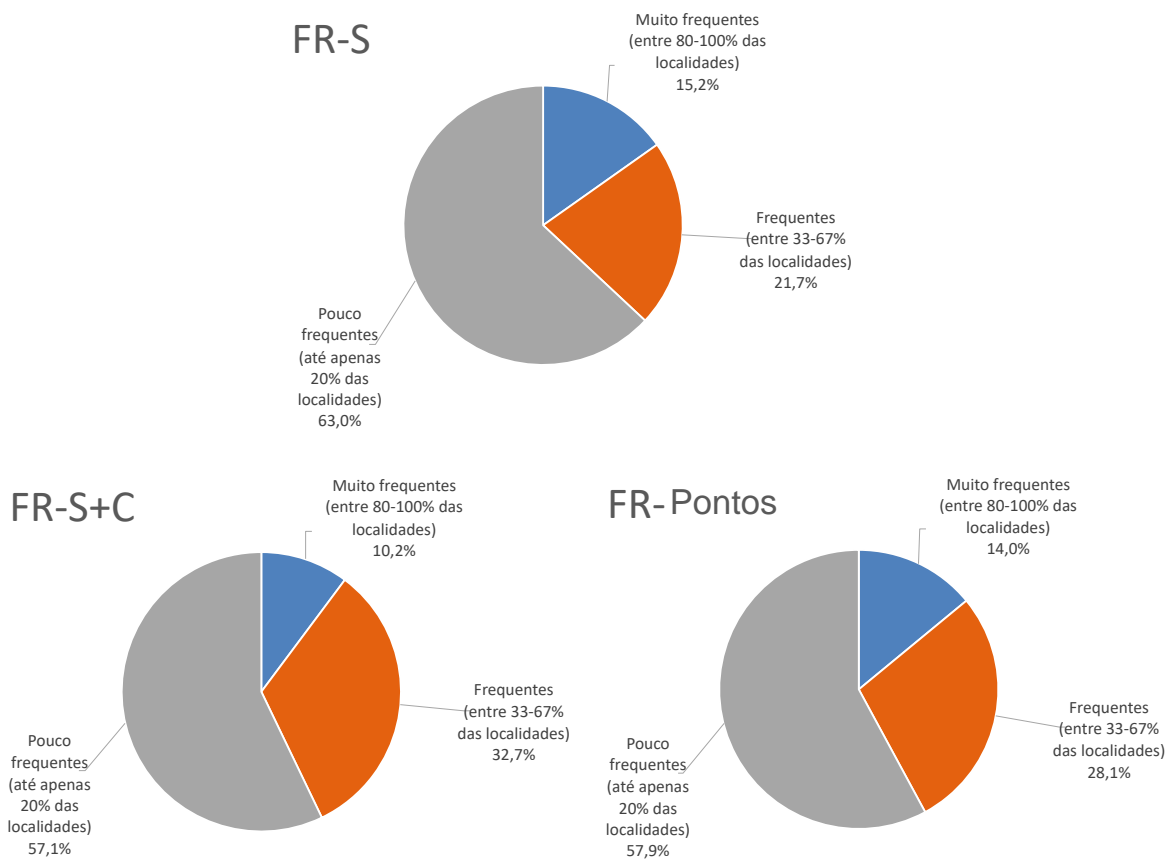 FR-S
Muito frequentes
(entre 80-100% das
localidades)
15,2%
Frequentes
(entre 33-67%
das localidades)
21,7%
Pouco
frequentes
(até apenas
20% das
localidades)
63,0%
FR-S+C
Muito frequentes
(entre 80-100% das
localidades)
10,2%
Frequentes
(entre 33-67%
das localidades)
32,7%
Pouco
frequentes
(até apenas
20% das
localidades)
57,1%
FR-Pontos
Muito frequentes
(entre 80-100% das
localidades)
14,0%
Frequentes
(entre 33-67%
das localidades)
28,1%
Pouco
frequentes
(até apenas
20% das
localidades)
57,9%